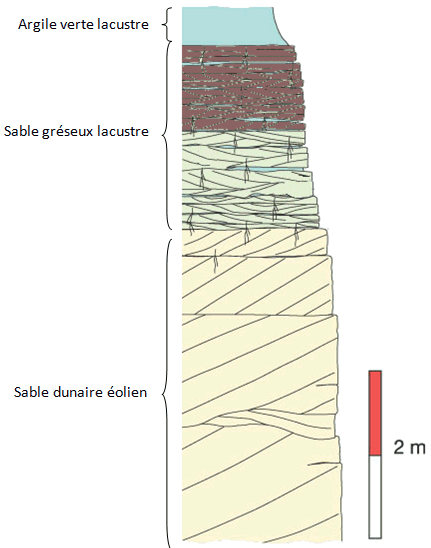 Argile verte lacustre
Sable gréseux lacustre
Sable dunaire éolien
2 m